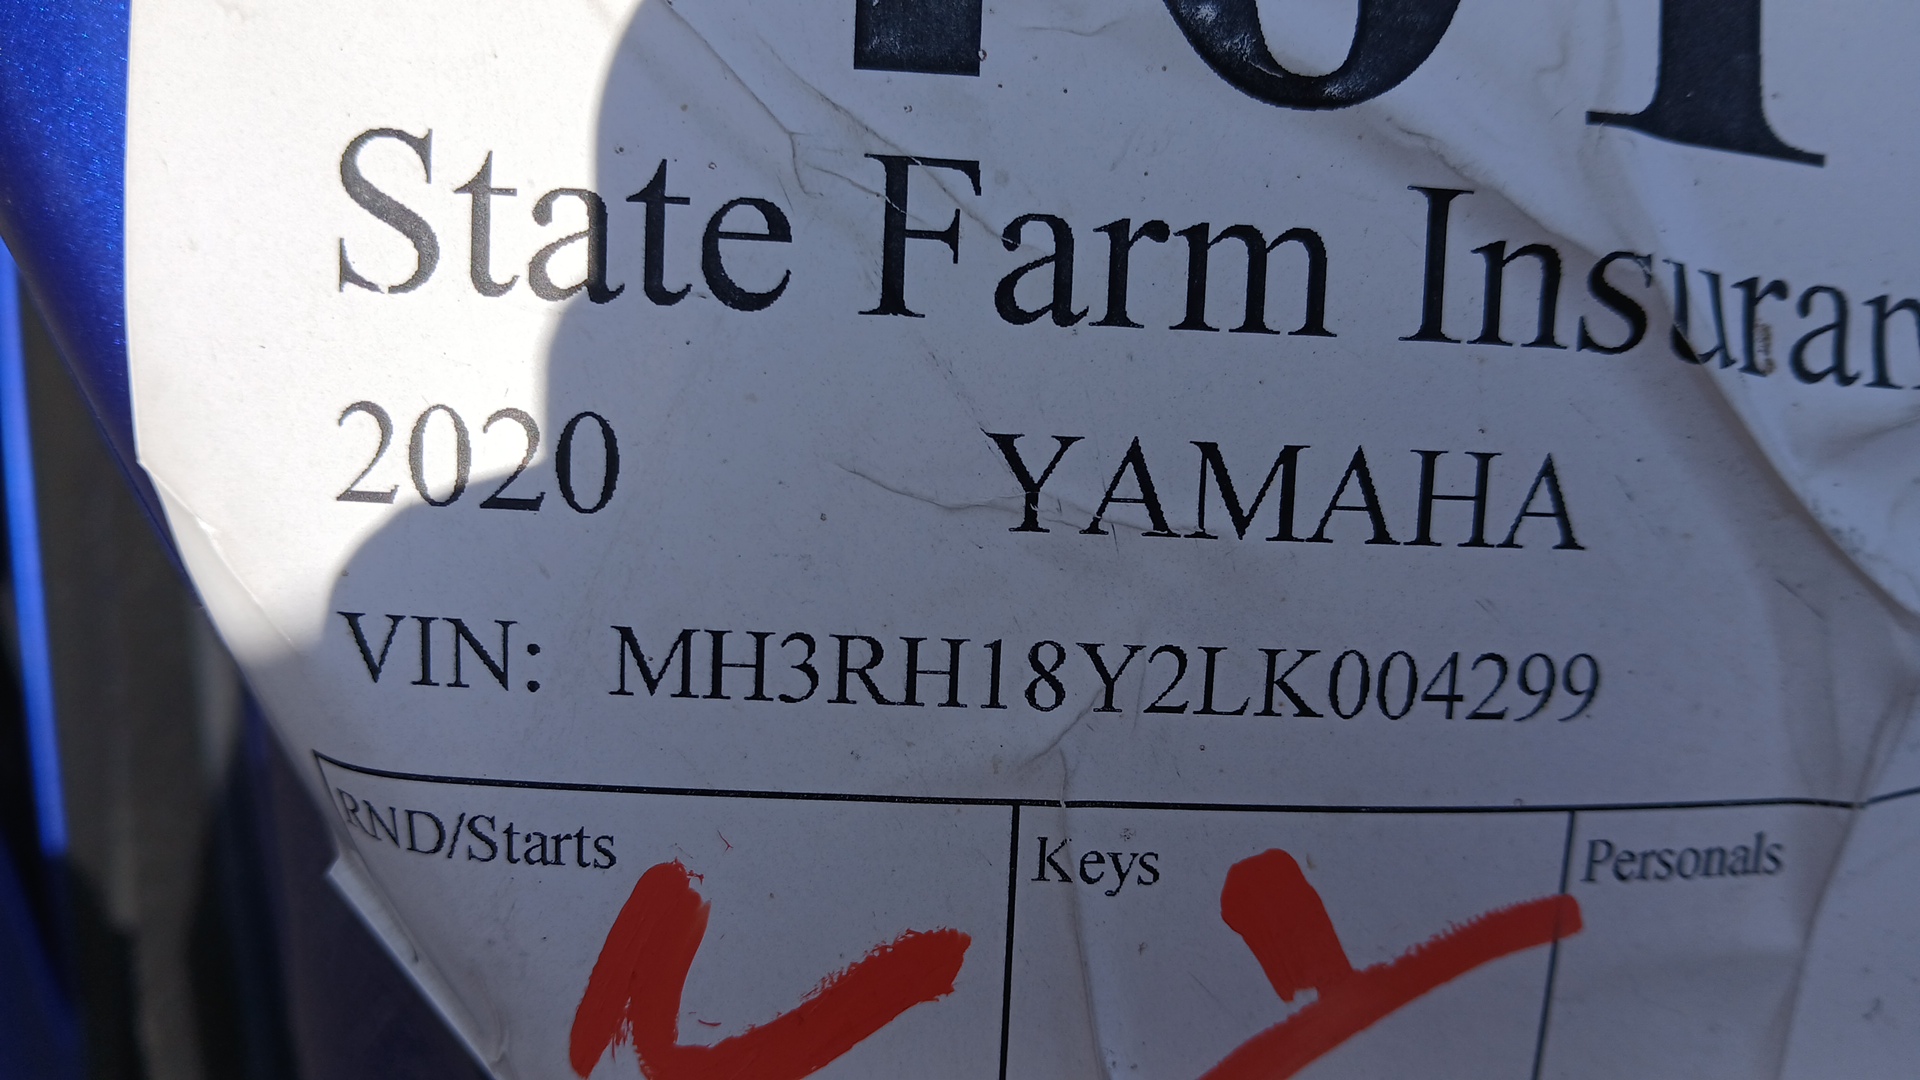 State Farm Insuran
2020 YAMAHA
VIN: MH3RH18Y2LK004299
RND/Starts Keys Personals